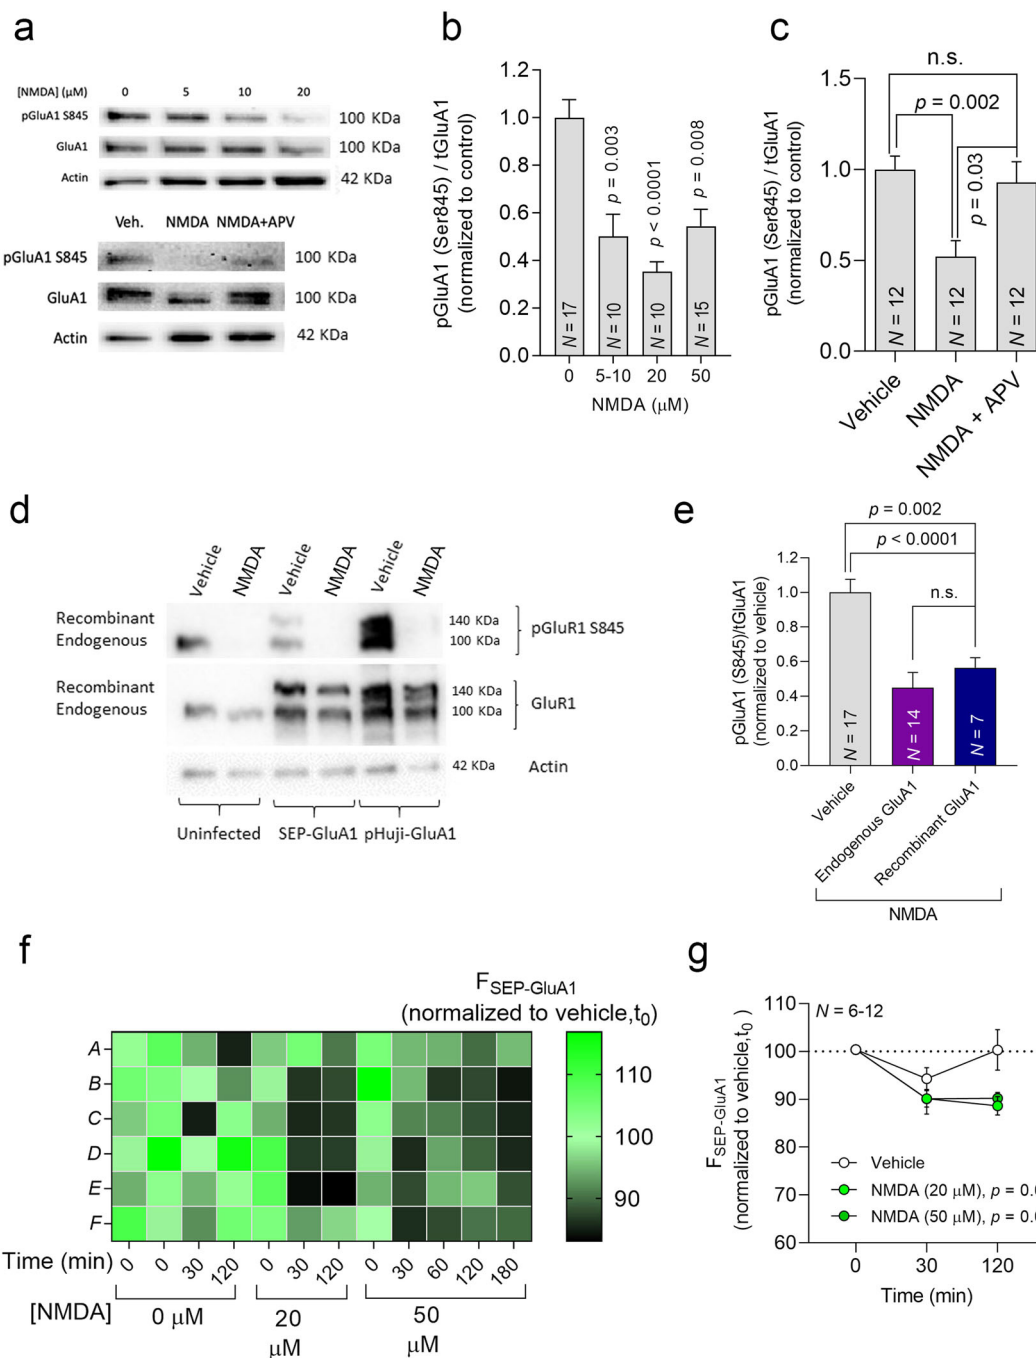 a
[NMDA] (μM) 0 5 10 20
pGluA1 S845 100 KDa
GluA1 100 KDa
Actin 42 KDa
Veh. NMDA NMDA+APV
pGluA1 S845 100 KDa
GluA1 100 KDa
Actin 42 KDa
b
pGluA1 (Ser845) / tGluA1
(normalized to control)
1.2
1.0
0.8
0.6
0.4
0.2
0.0
p = 0.003
p < 0.0001
p = 0.008
N = 17
N = 10
N = 10
N = 15
0 5-10 20 50
NMDA (μM)
c
pGluA1 (Ser845) / tGluA1
(normalized to control)
1.5
1.0
0.5
0.0
n.s.
p = 0.002
p = 0.03
N = 12
N = 12
N = 12
Vehicle
NMDA
NMDA + APV
d
Vehicle NMDA Vehicle NMDA Vehicle NMDA
Recombinant 140 KDa
Endogenous 100 KDa
pGluR1 S845
Recombinant 140 KDa
Endogenous 100 KDa
GluR1
42 KDa Actin
Uninfected SEP-GluA1 pHuji-GluA1
e
pGluA1 (S845)/tGluA1
(normalized to vehicle)
1.2
1.0
0.8
0.6
0.4
0.2
0.0
p = 0.002
p < 0.0001
n.s.
N = 17
N = 14
N = 7
Vehicle
Endogenous GluA1
Recombinant GluA1
NMDA
f
FSEP-GluA1
(normalized to vehicle,t0)
A
B
C
D
E
F
110
100
90
Time (min) 0 0 30 120 0 30 120 0 30 60 120 180
[NMDA] 0 μM 20 μM 50 μM
g
FSEP-GluA1
(normalized to vehicle,t0)
110
100
90
80
70
60
N = 6-12
Vehicle
NMDA (20 μM), p = 0.0
NMDA (50 μM), p = 0.0
0 30 120
Time (min)